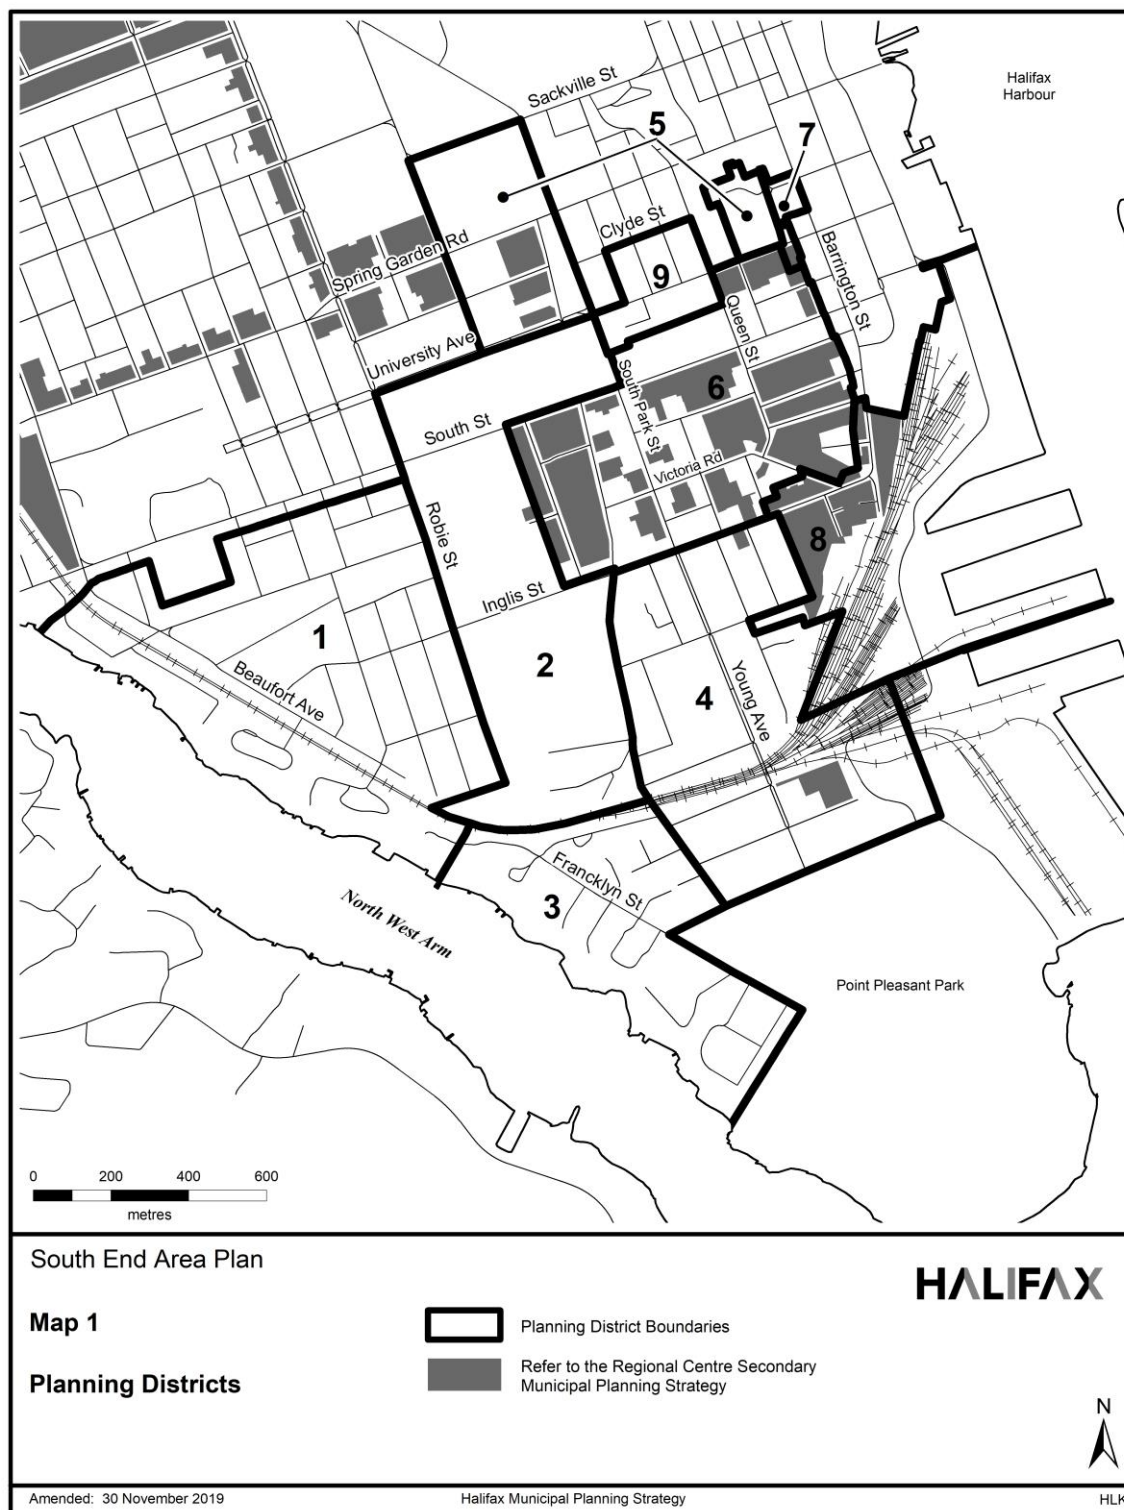 Sackville St
Halifax
Harbour
5
7
Clyde St
Spring Garden Rd
9
Barrington St
Queen St
University Ave
South Park St
6
South St
Victoria Rd
Robie St
8
Inglis St
1
2
Beaufort Ave
4
Young Ave
Francklyn St
3
North West Arm
Point Pleasant Park
0 200 400 600
metres
South End Area Plan
HALIFAX
Map 1
Planning District Boundaries
Planning Districts
Refer to the Regional Centre Secondary
Municipal Planning Strategy
N
Amended: 30 November 2019 Halifax Municipal Planning Strategy HLK